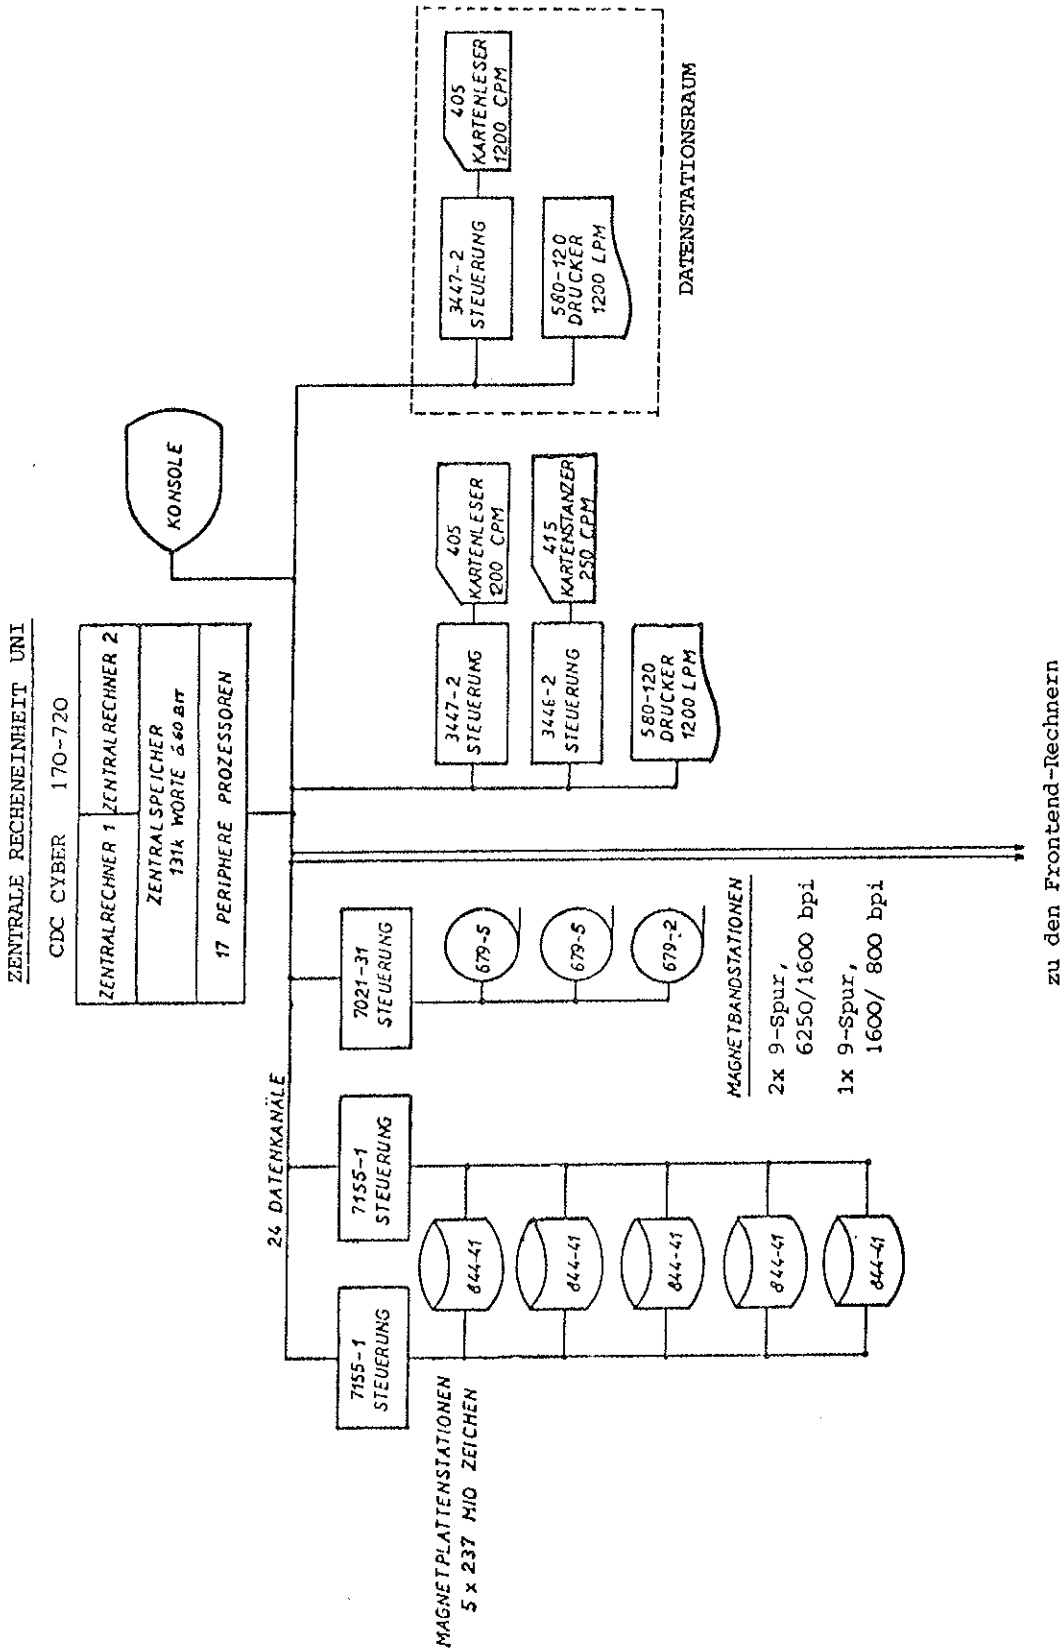 ZENTRALE RECHENEINHEIT UNI
CDC CYBER 170-720
ZENTRALRECHNER 1
ZENTRALRECHNER 2
ZENTRALSPEICHER
131k WORTE á 60 BIT
17 PERIPHERE PROZESSOREN
KONSOLE
24 DATENKANÄLE
7155-1
STEUERUNG
7155-1
STEUERUNG
7021-31
STEUERUNG
844-41
844-41
844-41
844-41
844-41
MAGNETPLATTENSTATIONEN
5 x 237 MIO ZEICHEN
679-5
679-5
679-2
MAGNETBANDSTATIONEN
2x 9-Spur,
6250/1600 bpi
1x 9-Spur,
1600/ 800 bpi
3447-2
STEUERUNG
405
KARTENLESER
1200 CPM
3446-2
STEUERUNG
415
KARTENSTANZER
250 CPM
580-120
DRUCKER
1200 LPM
3447-2
STEUERUNG
405
KARTENLESER
1200 CPM
580-120
DRUCKER
1200 LPM
DATENSTATIONSRAUM
zu den Frontend-Rechnern